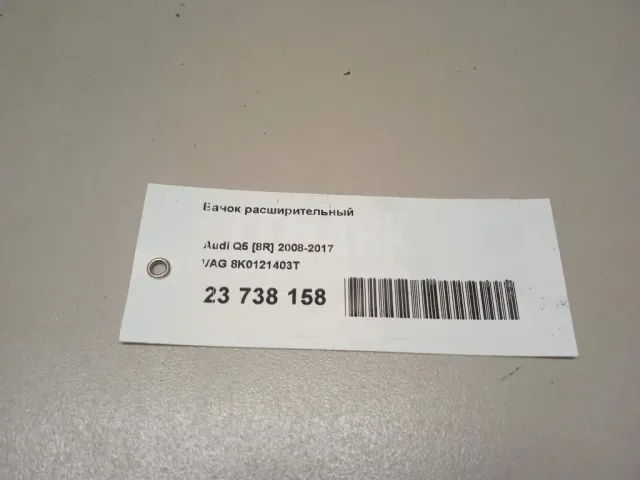 Бачок расширительный
Audi Q5 [8R] 2008-2017
VAG 8K0121403T
23 738 158